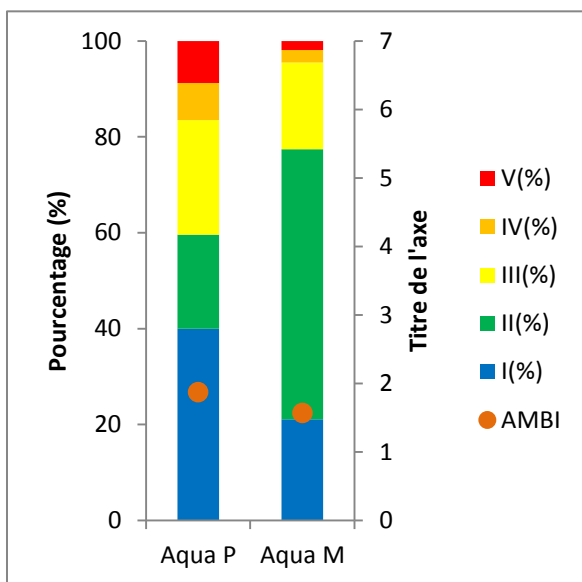 Pourcentage (%)
100
80
60
40
20
0
Aqua P
Aqua M
7
6
5
4
3
2
1
0
Titre de l'axe
V(%)
IV(%)
III(%)
II(%)
I(%)
AMBI